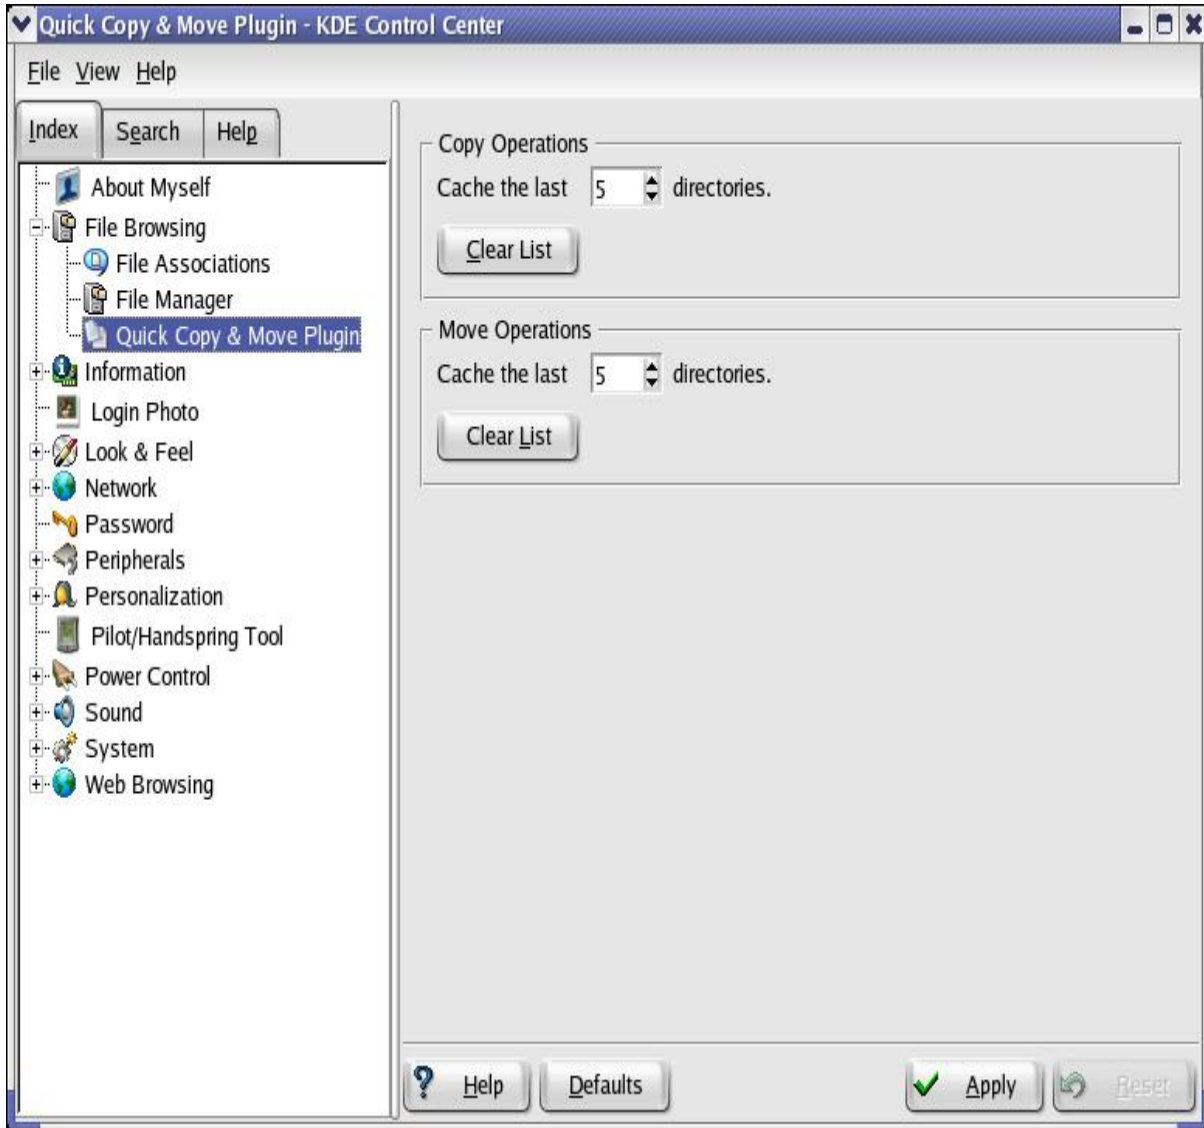 Quick Copy & Move Plugin - KDE Control Center
File View Help
Index Search Help
About Myself
File Browsing
File Associations
File Manager
Quick Copy & Move Plugin
Information
Login Photo
Look & Feel
Network
Password
Peripherals
Personalization
Pilot/Handspring Tool
Power Control
Sound
System
Web Browsing
Copy Operations
Cache the last 5 directories.
Clear List
Move Operations
Cache the last 5 directories.
Clear List
Help Defaults Apply Reset